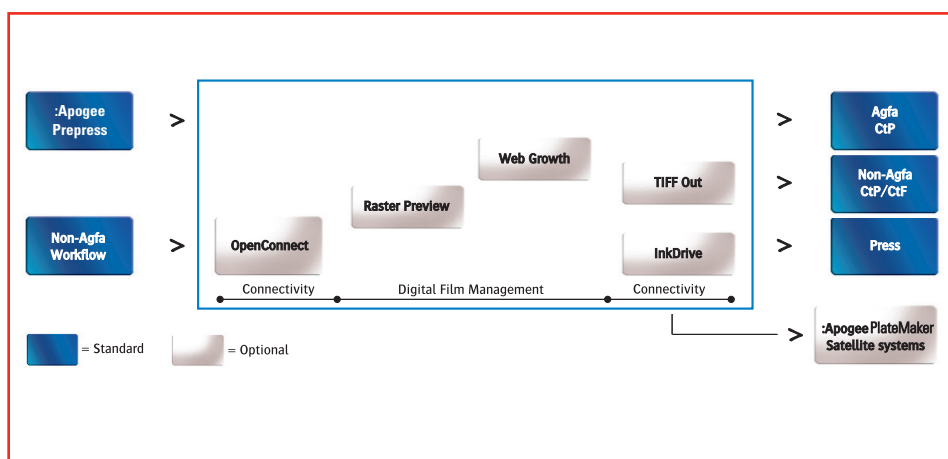 :Apogee
Prepress
>
>
Agfa
CtP
Web Growth
TIFF Out
>
Non-Agfa
CtP/CtF
Raster Preview
Non-Agfa
Workflow
>
OpenConnect
InkDrive
>
Press
Connectivity
Digital Film Management
Connectivity
>
:Apogee PlateMaker
Satellite systems
= Standard
= Optional